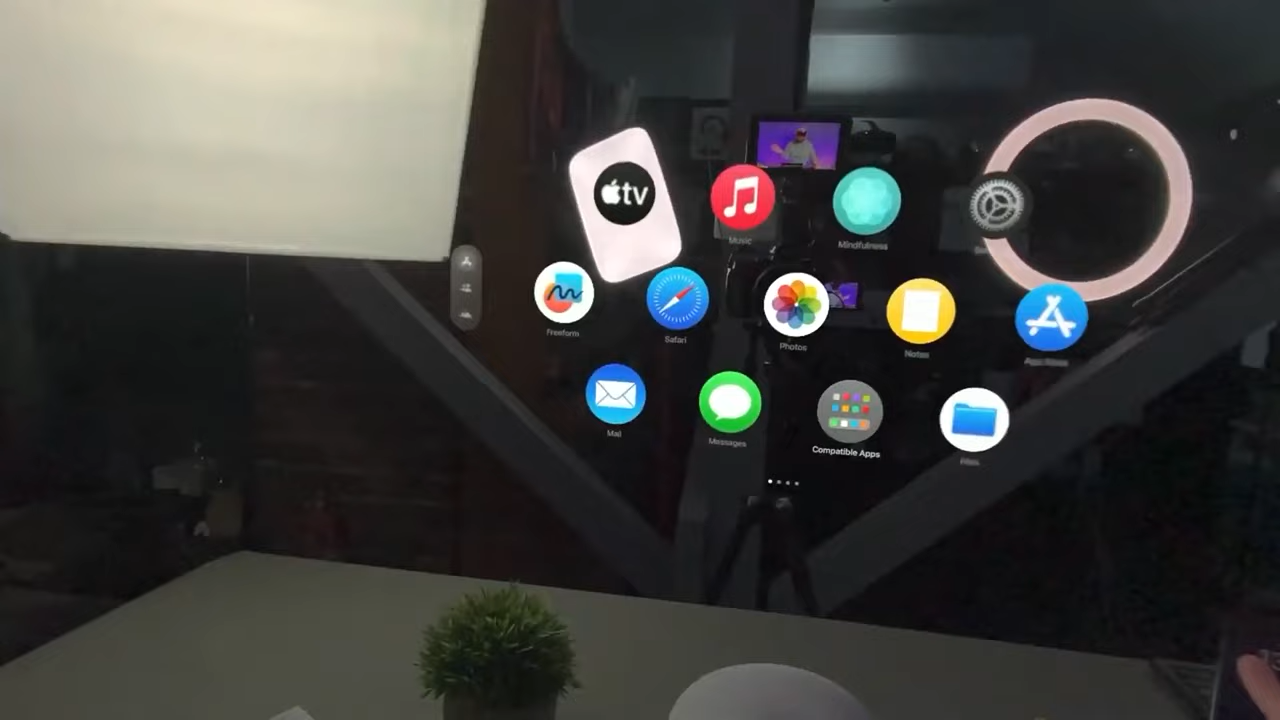 tv
Music
Mindfulness
Freeform
Safari
Photos
Notes
App Store
Mail
Messages
Compatible Apps
Files